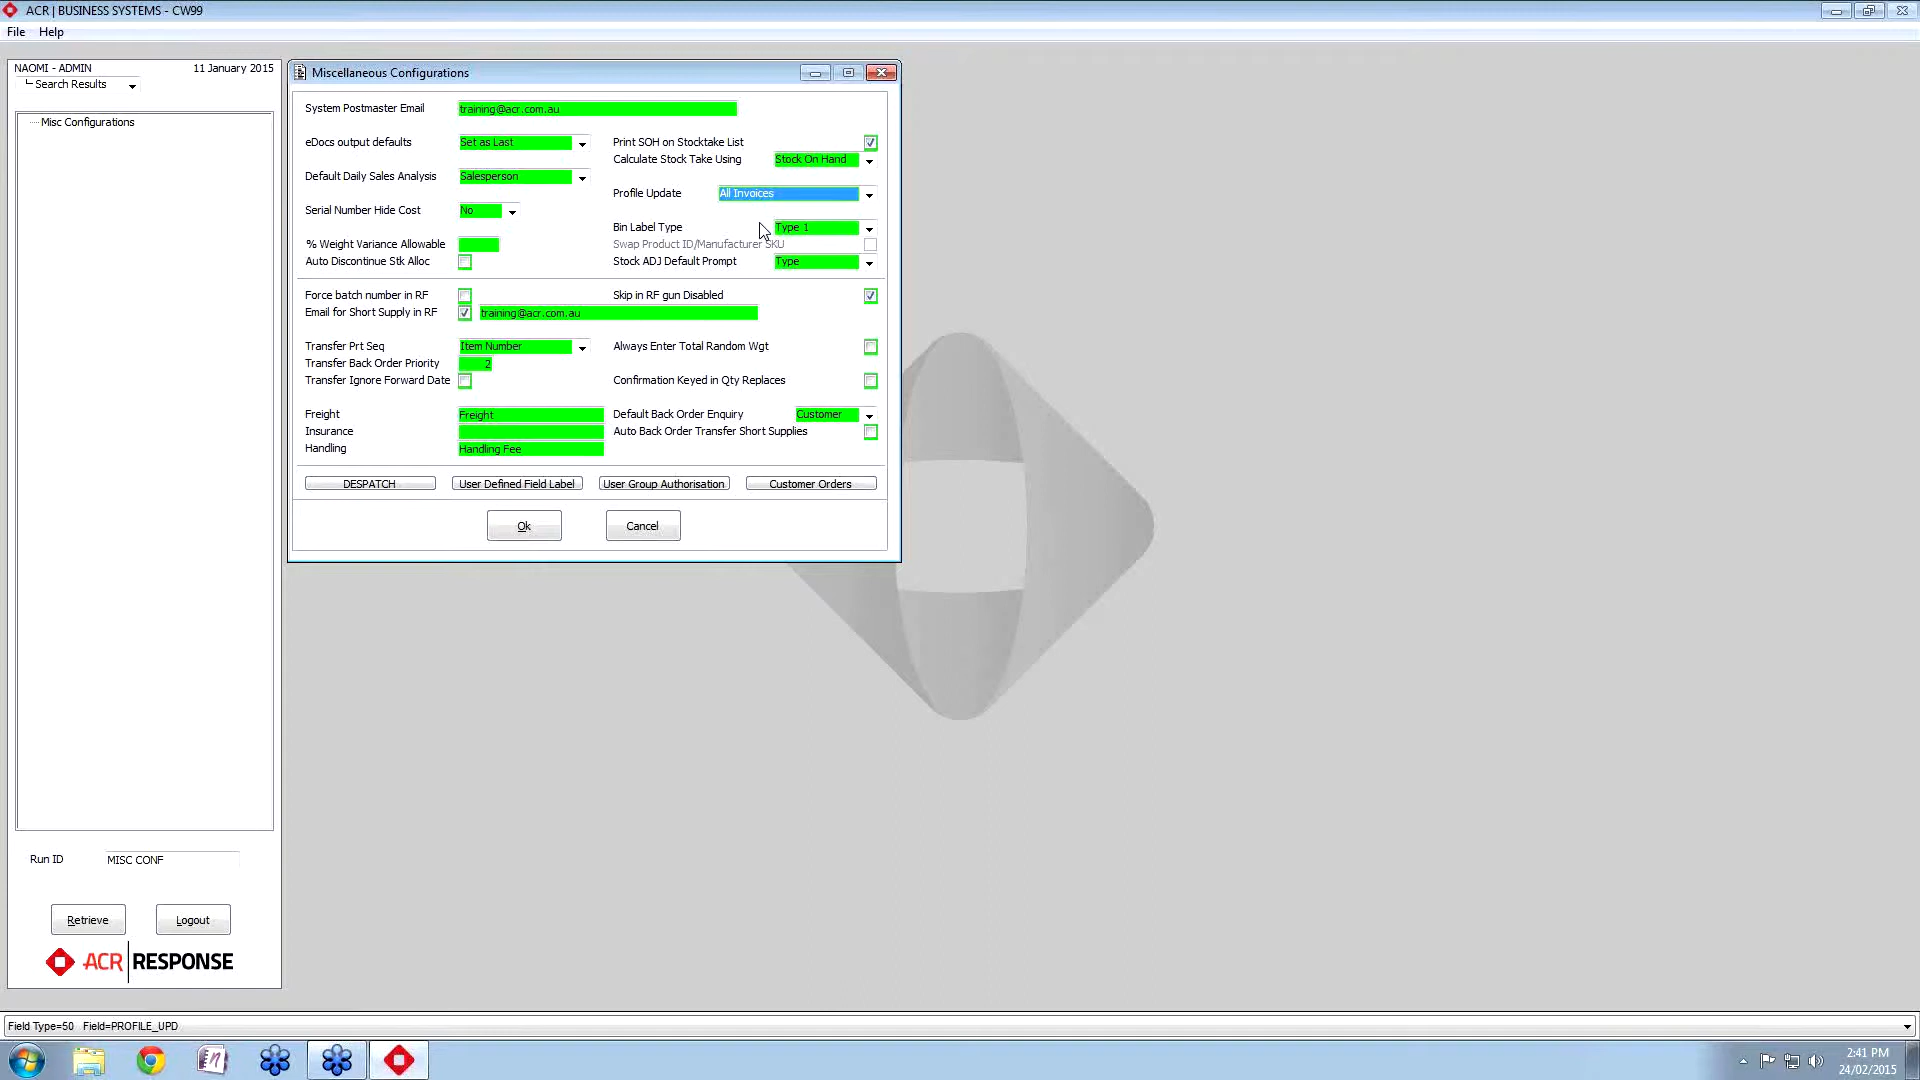 ACR | BUSINESS SYSTEMS - CW99
File Help
NAOMI - ADMIN 11 January 2015
Search Results
Misc Configurations
Miscellaneous Configurations
System Postmaster Email training@acr.com.au
eDocs output defaults Set as Last Print SOH on Stocktake List
Calculate Stock Take Using Stock On Hand
Default Daily Sales Analysis Salesperson
Profile Update All Invoices
Serial Number Hide Cost No
Bin Label Type Type 1
% Weight Variance Allowable Swap Product ID/Manufacturer SKU
Auto Discontinue Stk Alloc Stock ADJ Default Prompt Type
Force batch number in RF Skip in RF gun Disabled
Email for Short Supply in RF training@acr.com.au
Transfer Prt Seq Item Number Always Enter Total Random Wgt
Transfer Back Order Priority 2
Transfer Ignore Forward Date Confirmation Keyed in Qty Replaces
Freight Freight Default Back Order Enquiry Customer
Insurance Auto Back Order Transfer Short Supplies
Handling Handling Fee
DESPATCH User Defined Field Label User Group Authorisation Customer Orders
Ok Cancel
Run ID MISC CONF
Retrieve Logout
ACR RESPONSE
Field Type=50 Field=PROFILE_UPD
2:41 PM
24/02/2015